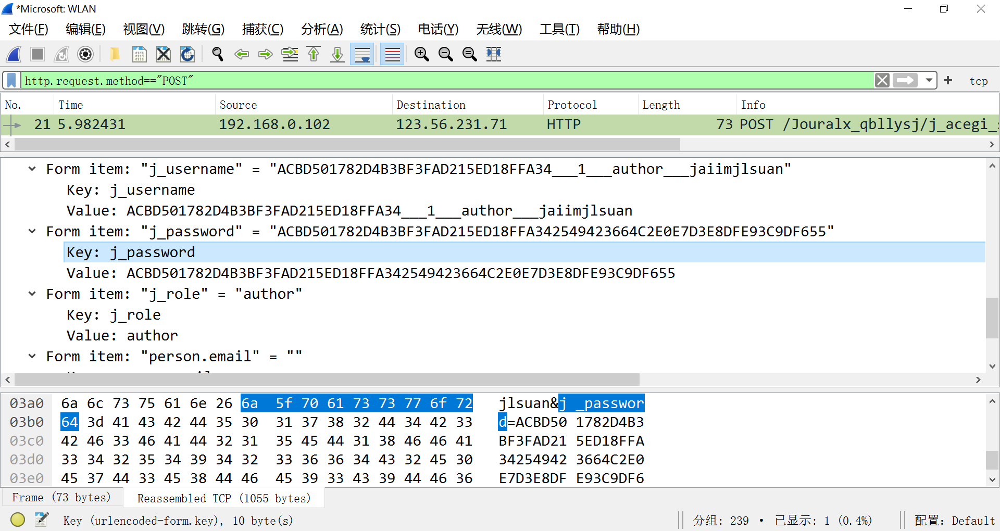 *Microsoft: WLAN
文件(F) 编辑(E) 视图(V) 跳转(G) 捕获(C) 分析(A) 统计(S) 电话(Y) 无线(W) 工具(T) 帮助(H)
http.request.method=="POST"
+ tcp
No. Time Source Destination Protocol Length Info
21 5.982431 192.168.0.102 123.56.231.71 HTTP 73 POST /Jouralx_qbllysj/j_acegi_
Form item: "j_username" = "ACBD501782D4B3BF3FAD215ED18FFA34___1___author___jaiimjlsuan"
Key: j_username
Value: ACBD501782D4B3BF3FAD215ED18FFA34___1___author___jaiimjlsuan
Form item: "j_password" = "ACBD501782D4B3BF3FAD215ED18FFA342549423664C2E0E7D3E8DFE93C9DF655"
Key: j_password
Value: ACBD501782D4B3BF3FAD215ED18FFA342549423664C2E0E7D3E8DFE93C9DF655
Form item: "j_role" = "author"
Key: j_role
Value: author
Form item: "person.email" = ""
03a0 6a 6c 73 75 61 6e 26 6a 5f 70 61 73 73 77 6f 72 jlsuan&j _passwor
03b0 64 3d 41 43 42 44 35 30 31 37 38 32 44 34 42 33 d=ACBD50 1782D4B3
03c0 42 46 33 46 41 44 32 31 35 45 44 31 38 46 46 41 BF3FAD21 5ED18FFA
03d0 33 34 32 35 34 39 34 32 33 36 36 34 43 32 45 30 34254942 3664C2E0
03e0 45 37 44 33 45 38 44 46 45 39 33 43 39 44 46 36 E7D3E8DF E93C9DF6
Frame (73 bytes) Reassembled TCP (1055 bytes)
Key (urlencoded-form.key), 10 byte(s) 分组: 239 · 已显示: 1 (0.4%) 配置: Default